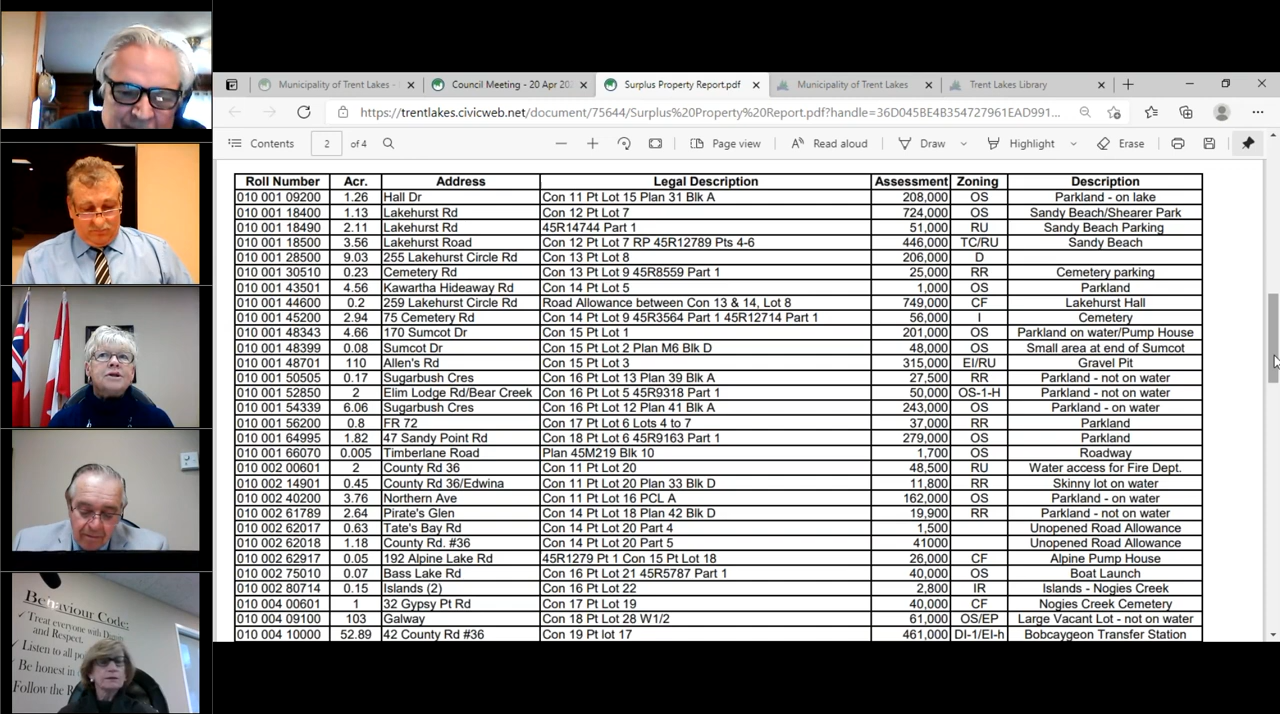 Municipality of Trent Lakes -
Council Meeting - 20 Apr 202
Surplus Property Report.pdf
Municipality of Trent Lakes
Trent Lakes Library
https://trentlakes.civicweb.net/document/75644/Surplus%20Property%20Report.pdf?handle=36D045BE4B354727961EAD991...
Contents 2 of 4 Page view Read aloud Draw Highlight Erase
Roll Number Acr. Address Legal Description Assessment Zoning Description
010 001 09200 1.26 Hall Dr Con 11 Pt Lot 15 Plan 31 Blk A 208,000 OS Parkland - on lake
010 001 18400 1.13 Lakehurst Rd Con 12 Pt Lot 7 724,000 OS Sandy Beach/Shearer Park
010 001 18490 2.11 Lakehurst Rd 45R14744 Part 1 51,000 RU Sandy Beach Parking
010 001 18500 3.56 Lakehurst Road Con 12 Pt Lot 7 RP 45R12789 Pts 4-6 446,000 TC/RU Sandy Beach
010 001 28500 9.03 255 Lakehurst Circle Rd Con 13 Pt Lot 8 206,000 D
010 001 30510 0.23 Cemetery Rd Con 13 Pt Lot 9 45R8559 Part 1 25,000 RR Cemetery parking
010 001 43501 4.56 Kawartha Hideaway Rd Con 14 Pt Lot 5 1,000 OS Parkland
010 001 44600 0.2 259 Lakehurst Circle Rd Road Allowance between Con 13 & 14, Lot 8 749,000 CF Lakehurst Hall
010 001 45200 2.94 75 Cemetery Rd Con 14 Pt Lot 9 45R3564 Part 1 45R12714 Part 1 56,000 I Cemetery
010 001 48343 4.66 170 Sumcot Dr Con 15 Pt Lot 1 201,000 OS Parkland on water/Pump House
010 001 48399 0.08 Sumcot Dr Con 15 Pt Lot 2 Plan M6 Blk D 48,000 OS Small area at end of Sumcot
010 001 48701 110 Allen's Rd Con 15 Pt Lot 3 315,000 EI/RU Gravel Pit
010 001 50505 0.17 Sugarbush Cres Con 16 Pt Lot 13 Plan 39 Blk A 27,500 RR Parkland - not on water
010 001 52850 2 Elim Lodge Rd/Bear Creek Con 16 Pt Lot 5 45R9318 Part 1 50,000 OS-1-H Parkland - not on water
010 001 54339 6.06 Sugarbush Cres Con 16 Pt Lot 12 Plan 41 Blk A 243,000 OS Parkland - on water
010 001 56200 0.8 FR 72 Con 17 Pt Lot 6 Lots 4 to 7 37,000 RR Parkland
010 001 64995 1.82 47 Sandy Point Rd Con 18 Pt Lot 6 45R9163 Part 1 279,000 OS Parkland
010 001 66070 0.005 Timberlane Road Plan 45M219 Blk 10 1,700 OS Roadway
010 002 00601 2 County Rd 36 Con 11 Pt Lot 20 48,500 RU Water access for Fire Dept.
010 002 14901 0.45 County Rd 36/Edwina Con 11 Pt Lot 20 Plan 33 Blk D 11,800 RR Skinny lot on water
010 002 40200 3.76 Northern Ave Con 11 Pt Lot 16 PCL A 162,000 OS Parkland - on water
010 002 61789 2.64 Pirate's Glen Con 14 Pt Lot 18 Plan 42 Blk D 19,900 RR Parkland - not on water
010 002 62017 0.63 Tate's Bay Rd Con 14 Pt Lot 20 Part 4 1,500 Unopened Road Allowance
010 002 62018 1.18 County Rd. #36 Con 14 Pt Lot 20 Part 5 41000 Unopened Road Allowance
010 002 62917 0.05 192 Alpine Lake Rd 45R1279 Pt 1 Con 15 Pt Lot 18 26,000 CF Alpine Pump House
010 002 75010 0.07 Bass Lake Rd Con 16 Pt Lot 21 45R5787 Part 1 40,000 OS Boat Launch
010 002 80714 0.15 Islands (2) Con 16 Pt Lot 22 2,800 IR Islands - Nogies Creek
010 004 00601 1 32 Gypsy Pt Rd Con 17 Pt Lot 19 40,000 CF Nogies Creek Cemetery
010 004 09100 103 Galway Con 18 Pt Lot 28 W1/2 61,000 OS/EP Large Vacant Lot - not on water
010 004 10000 52.89 42 County Rd #36 Con 19 Pt lot 17 461,000 DI-1/EI-h Bobcaygeon Transfer Station
Behaviour Code:
✓ Treat everyone with
and Respect.
✓ Listen to all
✓ Be honest in
Follow the